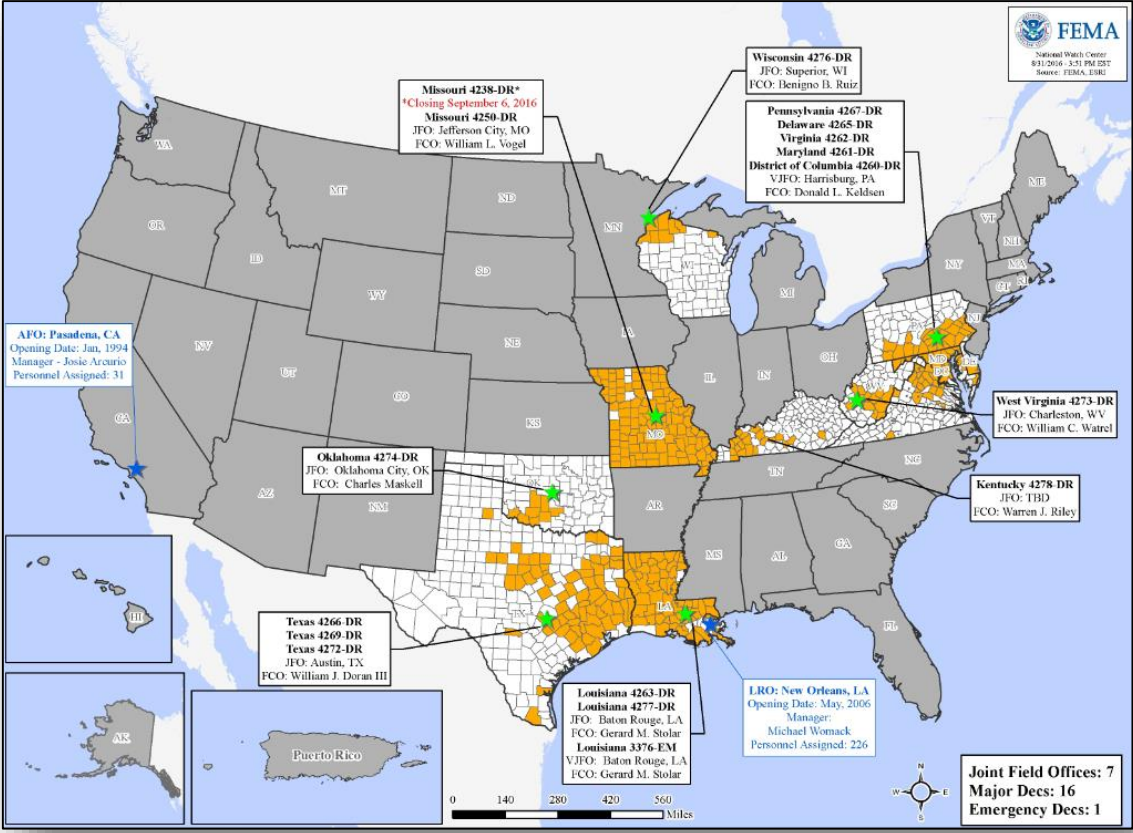 FEMA
National Watch Center
8/31/2016 - 3:51 PM EST
Source: FEMA, ESRI
Wisconsin 4276-DR
JFO: Superior, WI
FCO: Benigno B. Ruiz
Missouri 4238-DR*
*Closing September 6, 2016
Missouri 4250-DR
JFO: Jefferson City, MO
FCO: William L. Vogel
Pennsylvania 4267-DR
Delaware 4265-DR
Virginia 4262-DR
Maryland 4261-DR
District of Columbia 4260-DR
VJFO: Harrisburg, PA
FCO: Donald L. Keldsen
WA
MT
ND
MN
ME
OR
ID
SD
WI
VT
NH
NY
MA
CT
RI
WY
MI
IA
PA
NJ
NV
NE
OH
MD
DE
DC
AFO: Pasadena, CA
Opening Date: Jan, 1994
Manager - Josie Arcurio
Personnel Assigned: 31
UT
CO
IL
IN
WV
CA
KS
MO
West Virginia 4273-DR
JFO: Charleston, WV
FCO: William C. Watrel
Oklahoma 4274-DR
JFO: Oklahoma City, OK
FCO: Charles Maskell
OK
TN
NC
Kentucky 4278-DR
JFO: TBD
FCO: Warren J. Riley
AZ
NM
AR
SC
MS
AL
GA
HI
TX
LA
FL
Texas 4266-DR
Texas 4269-DR
Texas 4272-DR
JFO: Austin, TX
FCO: William J. Doran III
Louisiana 4263-DR
Louisiana 4277-DR
JFO: Baton Rouge, LA
FCO: Gerard M. Stolar
Louisiana 3376-EM
VJFO: Baton Rouge, LA
FCO: Gerard M. Stolar
LRO: New Orleans, LA
Opening Date: May, 2006
Manager:
Michael Womack
Personnel Assigned: 226
AK
Puerto Rico
N
W
E
S
0 140 280 420 560
Miles
Joint Field Offices: 7
Major Decs: 16
Emergency Decs: 1